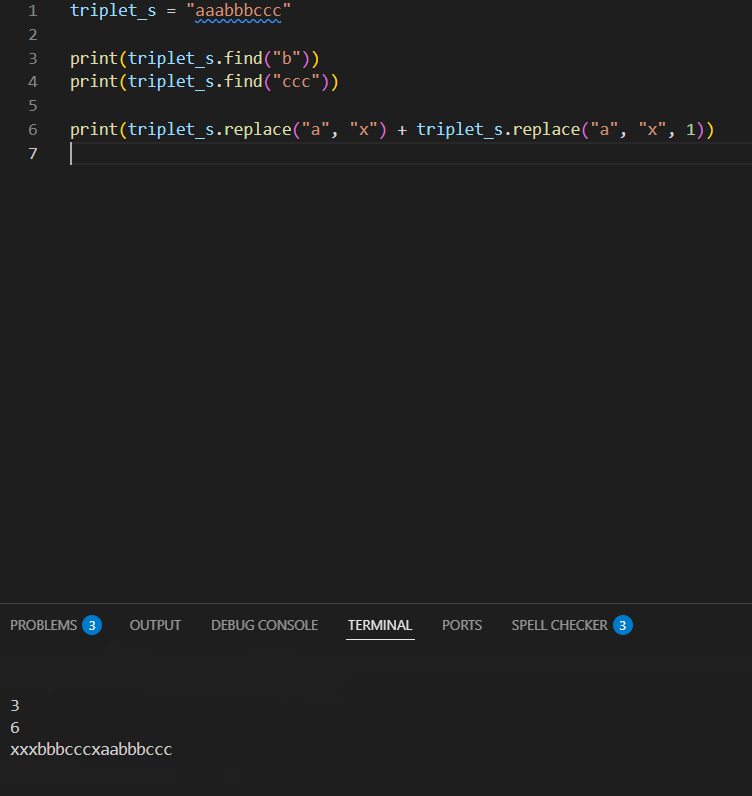 1 triplet_s = "aaabbbccc"
2
3 print(triplet_s.find("b"))
4 print(triplet_s.find("ccc"))
5
6 print(triplet_s.replace("a", "x") + triplet_s.replace("a", "x", 1))
7
PROBLEMS 3 OUTPUT DEBUG CONSOLE TERMINAL PORTS SPELL CHECKER 3
3
6
xxxbbbcccxaabbbccc